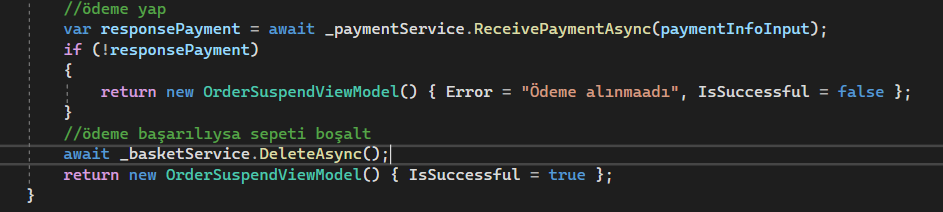 //ödeme yap
var responsePayment = await _paymentService.ReceivePaymentAsync(paymentInfoInput);
if (!responsePayment)
{
return new OrderSuspendViewModel() { Error = "Ödeme alınmaadı", IsSuccessful = false };
}
//ödeme başarılıysa sepeti boşalt
await _basketService.DeleteAsync();
return new OrderSuspendViewModel() { IsSuccessful = true };
}